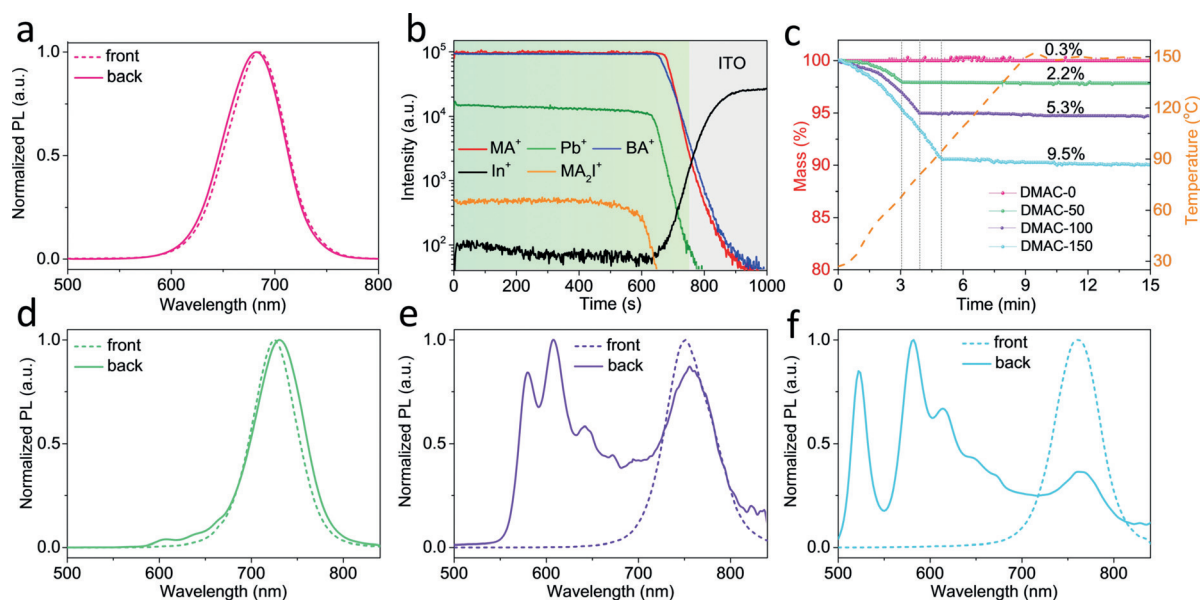 a
front
back
Normalized PL (a.u.)
1.0
0.5
0.0
500 600 700 800
Wavelength (nm)
b
ITO
MA⁺ Pb⁺ BA⁺
In⁺ MA₂I⁺
Intensity (a.u.)
10⁵
10⁴
10³
10²
0 200 400 600 800 1000
Time (s)
c
0.3%
2.2%
5.3%
9.5%
DMAC-0
DMAC-50
DMAC-100
DMAC-150
Mass (%)
100
95
90
85
80
0 3 6 9 12 15
Time (min)
150
120
90
60
30
Temperature (°C)
d
front
back
Normalized PL (a.u.)
1.0
0.5
0.0
500 600 700 800
Wavelength (nm)
e
front
back
Normalized PL (a.u.)
1.0
0.5
0.0
500 600 700 800
Wavelength (nm)
f
front
back
Normalized PL (a.u.)
1.0
0.5
0.0
500 600 700 800
Wavelength (nm)